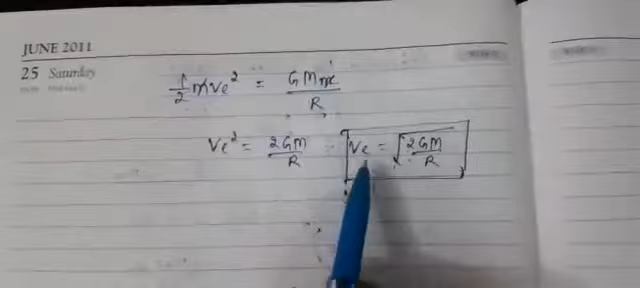 JUNE 2011
25 Saturday
1/2 mve² = GMm/R
ve² = 2GM/R
ve = √(2GM/R)